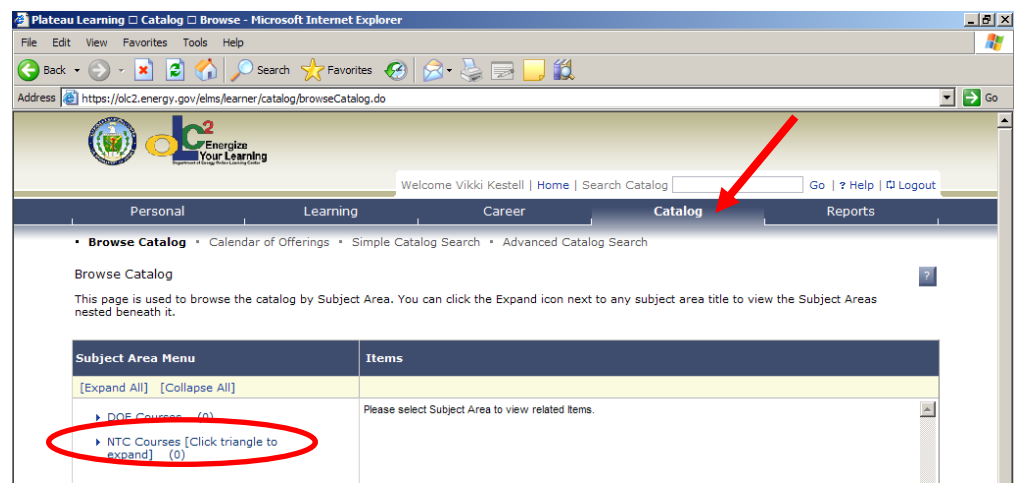 Plateau Learning □ Catalog □ Browse - Microsoft Internet Explorer
File Edit View Favorites Tools Help
Back Search Favorites
Address https://olc2.energy.gov/elms/learner/catalog/browseCatalog.do Go
OLC2
Energize
Your Learning
Welcome Vikki Kestell | Home | Search Catalog Go | ? Help | Logout
Personal Learning Career Catalog Reports
▪ Browse Catalog ▪ Calendar of Offerings ▪ Simple Catalog Search ▪ Advanced Catalog Search
Browse Catalog ?
This page is used to browse the catalog by Subject Area. You can click the Expand icon next to any subject area title to view the Subject Areas
nested beneath it.
Subject Area Menu Items
[Expand All] [Collapse All]
DOE Courses (0) Please select Subject Area to view related Items.
NTC Courses [Click triangle to
expand] (0)